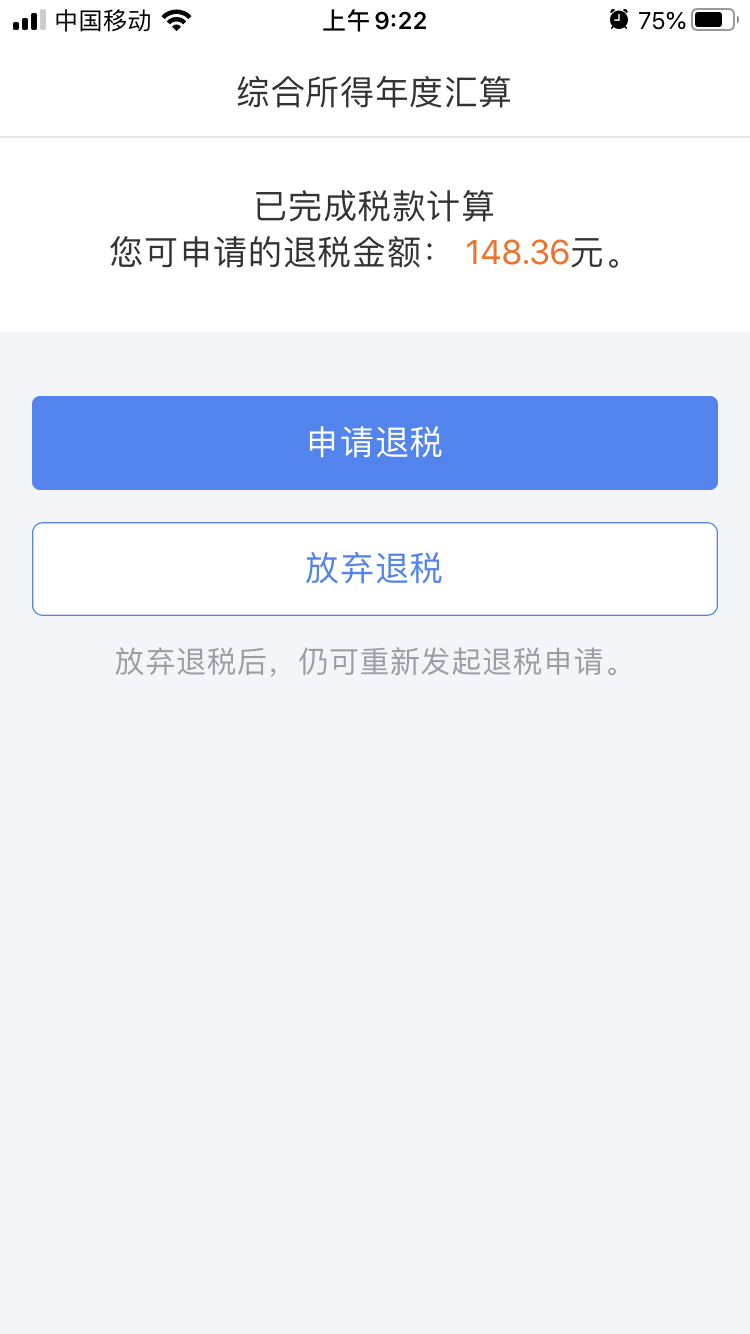 中国移动 上午9:22 75%
综合所得年度汇算
已完成税款计算
您可申请的退税金额： 148.36元。
申请退税
放弃退税
放弃退税后，仍可重新发起退税申请。